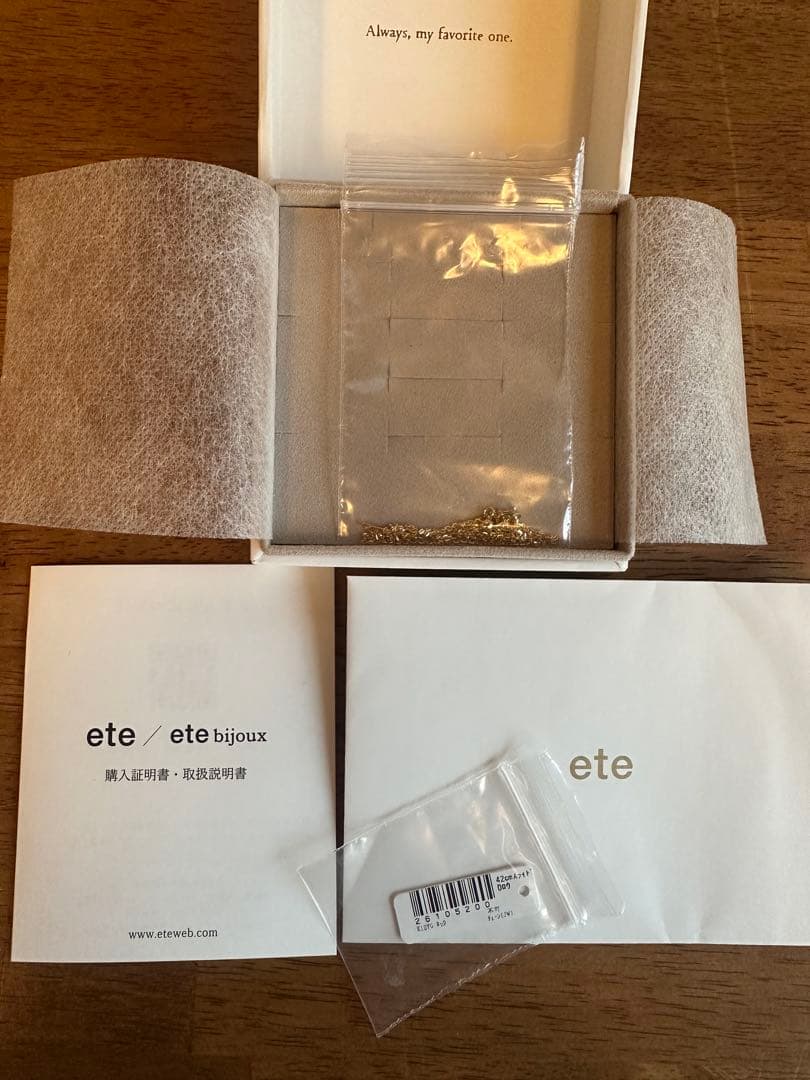 Always, my favorite one.
ete / ete bijoux
購入証明書・取扱説明書
www.eteweb.com
ete
26105200